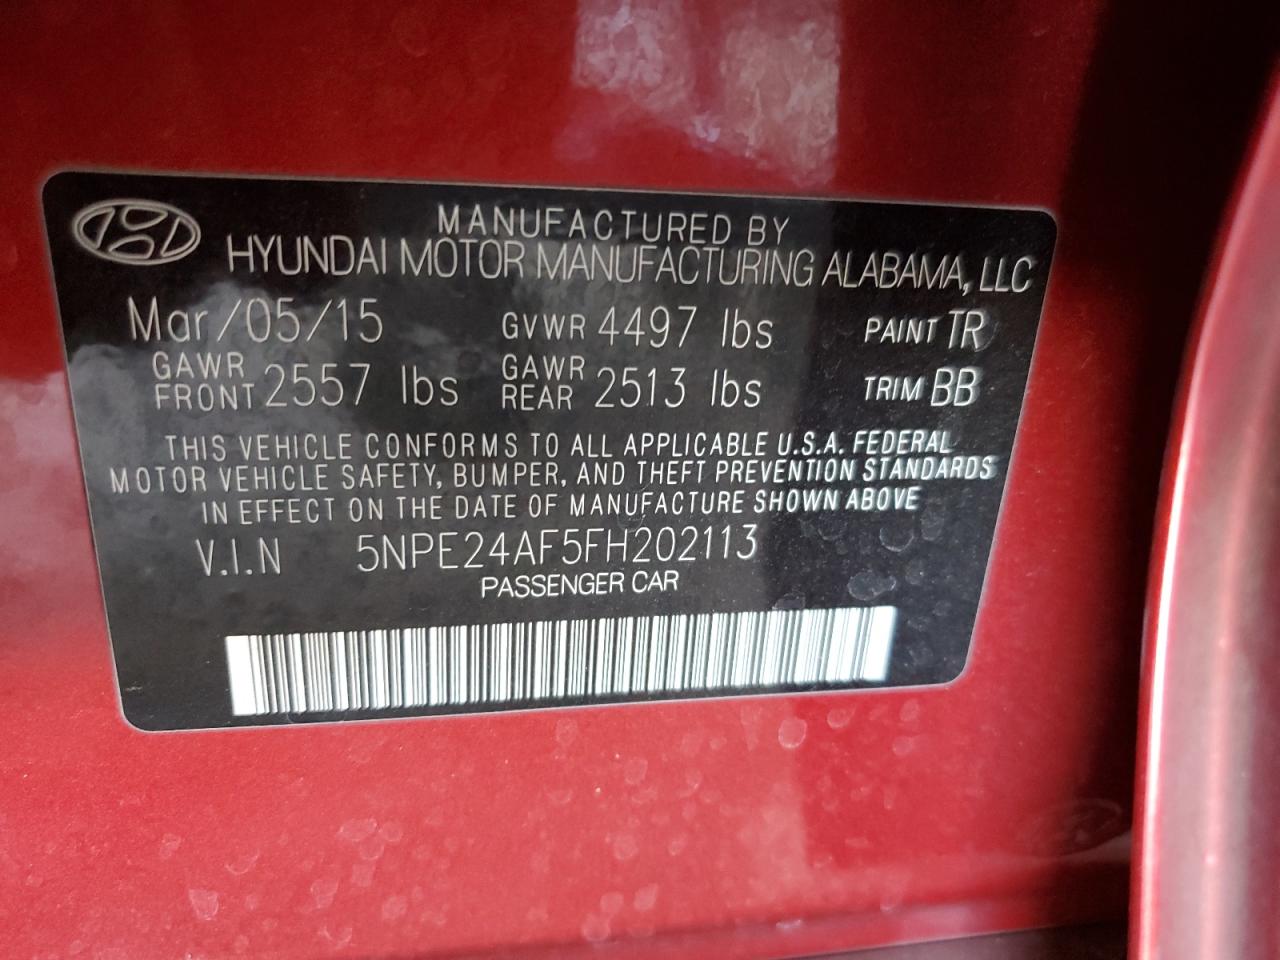 MANUFACTURED BY
HYUNDAI MOTOR MANUFACTURING ALABAMA, LLC
Mar/05/15 GVWR 4497 lbs PAINT TR
GAWR FRONT 2557 lbs GAWR REAR 2513 lbs TRIM BB
THIS VEHICLE CONFORMS TO ALL APPLICABLE U.S.A. FEDERAL
MOTOR VEHICLE SAFETY, BUMPER, AND THEFT PREVENTION STANDARDS
IN EFFECT ON THE DATE OF MANUFACTURE SHOWN ABOVE
V.I.N 5NPE24AF5FH202113
PASSENGER CAR